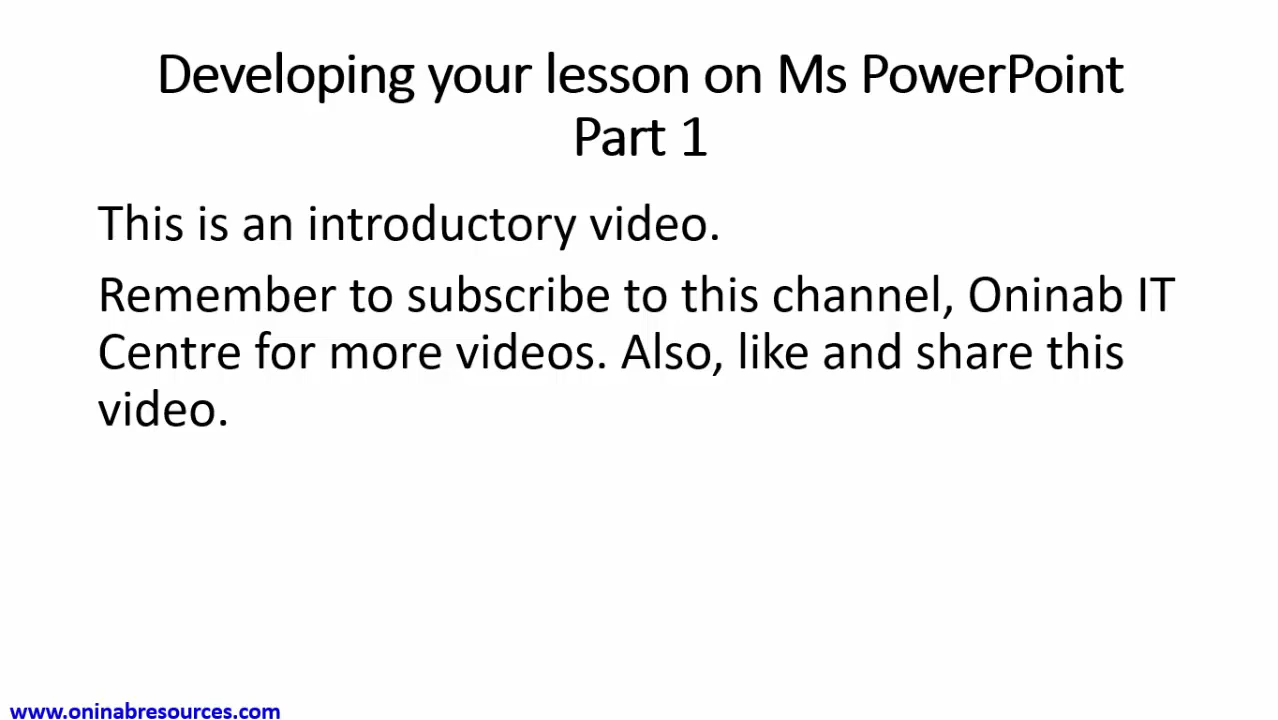 Developing your lesson on Ms PowerPoint
Part 1
This is an introductory video.
Remember to subscribe to this channel, Oninab IT
Centre for more videos. Also, like and share this
video.
www.oninabresources.com